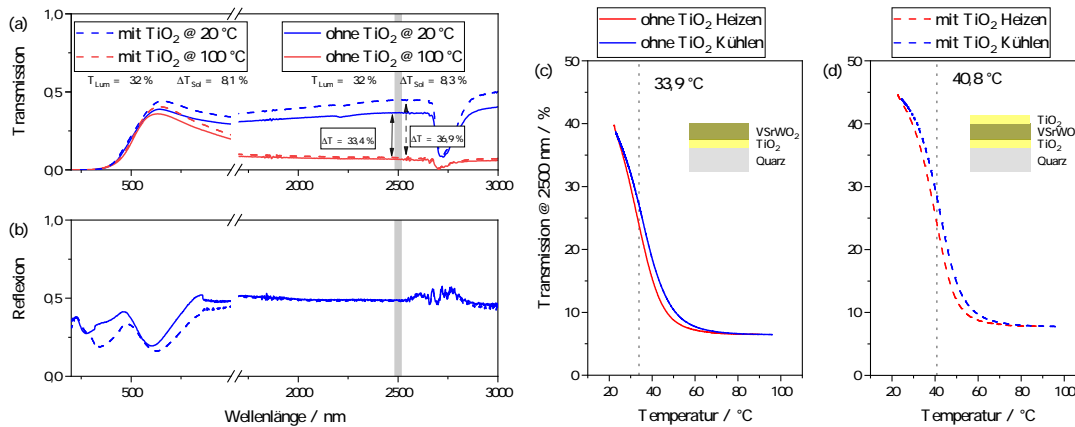 (a)
1,0
0,5
0,0
Transmission
mit TiO2 @ 20 °C
mit TiO2 @ 100 °C
ohne TiO2 @ 20 °C
ohne TiO2 @ 100 °C
TLum = 32 % ΔTSol = 8,1 %
TLum = 32 % ΔTSol = 8,3 %
ΔT = 33,4 %
ΔT = 36,9 %
500 2000 2500 3000
(b)
1,0
0,5
0,0
Reflexion
500 2000 2500 3000
Wellenlänge / nm
ohne TiO2 Heizen
ohne TiO2 Kühlen
(c)
33,9 °C
50
40
30
20
10
0
Transmission @ 2500 nm / %
TiO2
VSrWO2
TiO2
Quarz
20 40 60 80 100
Temperatur / °C
mit TiO2 Heizen
mit TiO2 Kühlen
(d)
40,8 °C
50
40
30
20
10
0
TiO2
VSrWO
TiO2
Quarz
20 40 60 80 100
Temperatur / °C